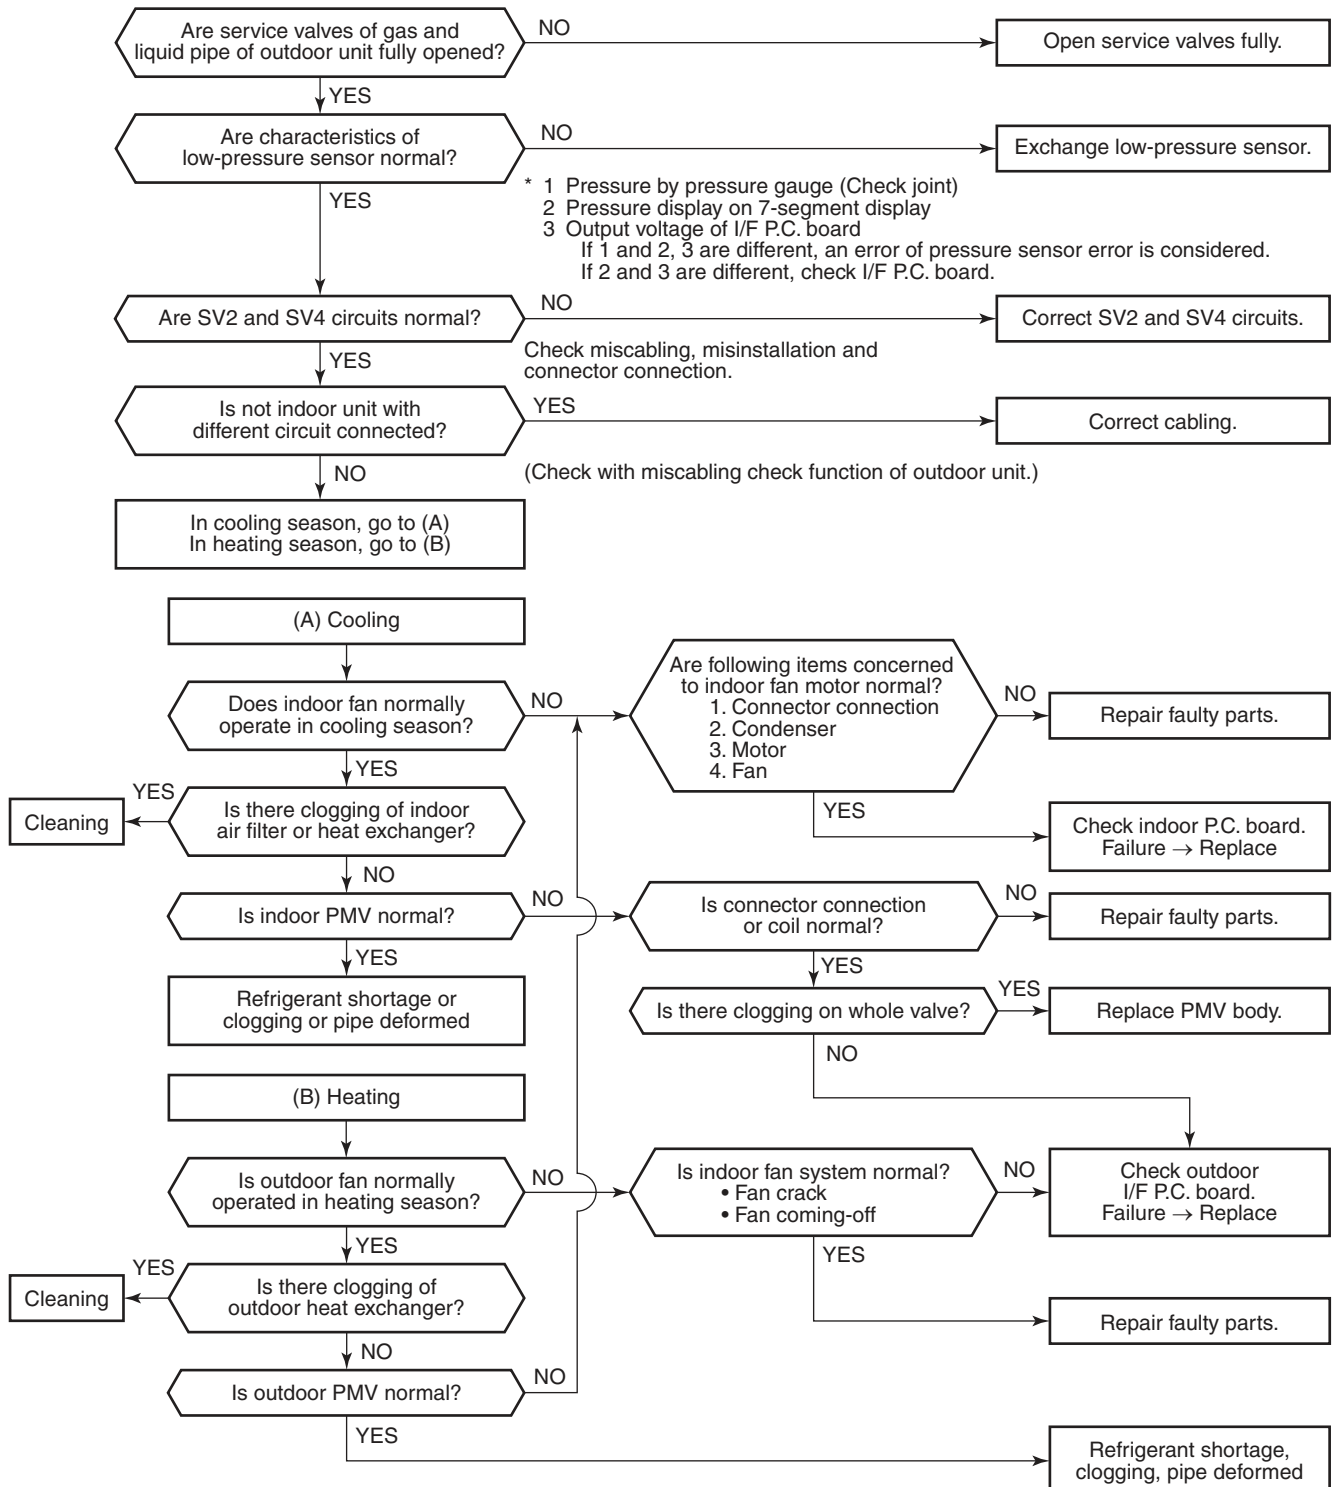 Are service valves of gas and
liquid pipe of outdoor unit fully opened?
NO
Open service valves fully.
YES
Are characteristics of
low-pressure sensor normal?
NO
Exchange low-pressure sensor.
YES
* 1 Pressure by pressure gauge (Check joint)
2 Pressure display on 7-segment display
3 Output voltage of I/F P.C. board
If 1 and 2, 3 are different, an error of pressure sensor error is considered.
If 2 and 3 are different, check I/F P.C. board.
Are SV2 and SV4 circuits normal?
NO
Correct SV2 and SV4 circuits.
YES
Check miscabling, misinstallation and
connector connection.
Is not indoor unit with
different circuit connected?
YES
Correct cabling.
NO
(Check with miscabling check function of outdoor unit.)
In cooling season, go to (A)
In heating season, go to (B)
(A) Cooling
Does indoor fan normally
operate in cooling season?
NO
Are following items concerned
to indoor fan motor normal?
1. Connector connection
2. Condenser
3. Motor
4. Fan
NO
Repair faulty parts.
YES
YES
Check indoor P.C. board.
Failure → Replace
Is there clogging of indoor
air filter or heat exchanger?
YES
Cleaning
NO
Is indoor PMV normal?
NO
Is connector connection
or coil normal?
NO
Repair faulty parts.
YES
YES
Refrigerant shortage or
clogging or pipe deformed
Is there clogging on whole valve?
YES
Replace PMV body.
NO
(B) Heating
Is outdoor fan normally
operated in heating season?
NO
Is indoor fan system normal?
• Fan crack
• Fan coming-off
NO
Check outdoor
I/F P.C. board.
Failure → Replace
YES
YES
Repair faulty parts.
Is there clogging of
outdoor heat exchanger?
YES
Cleaning
NO
Is outdoor PMV normal?
NO
YES
Refrigerant shortage,
clogging, pipe deformed